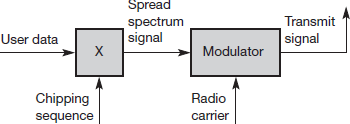 Spread
spectrum
signal
Transmit
signal
User data
X
Modulator
Chipping
sequence
Radio
carrier